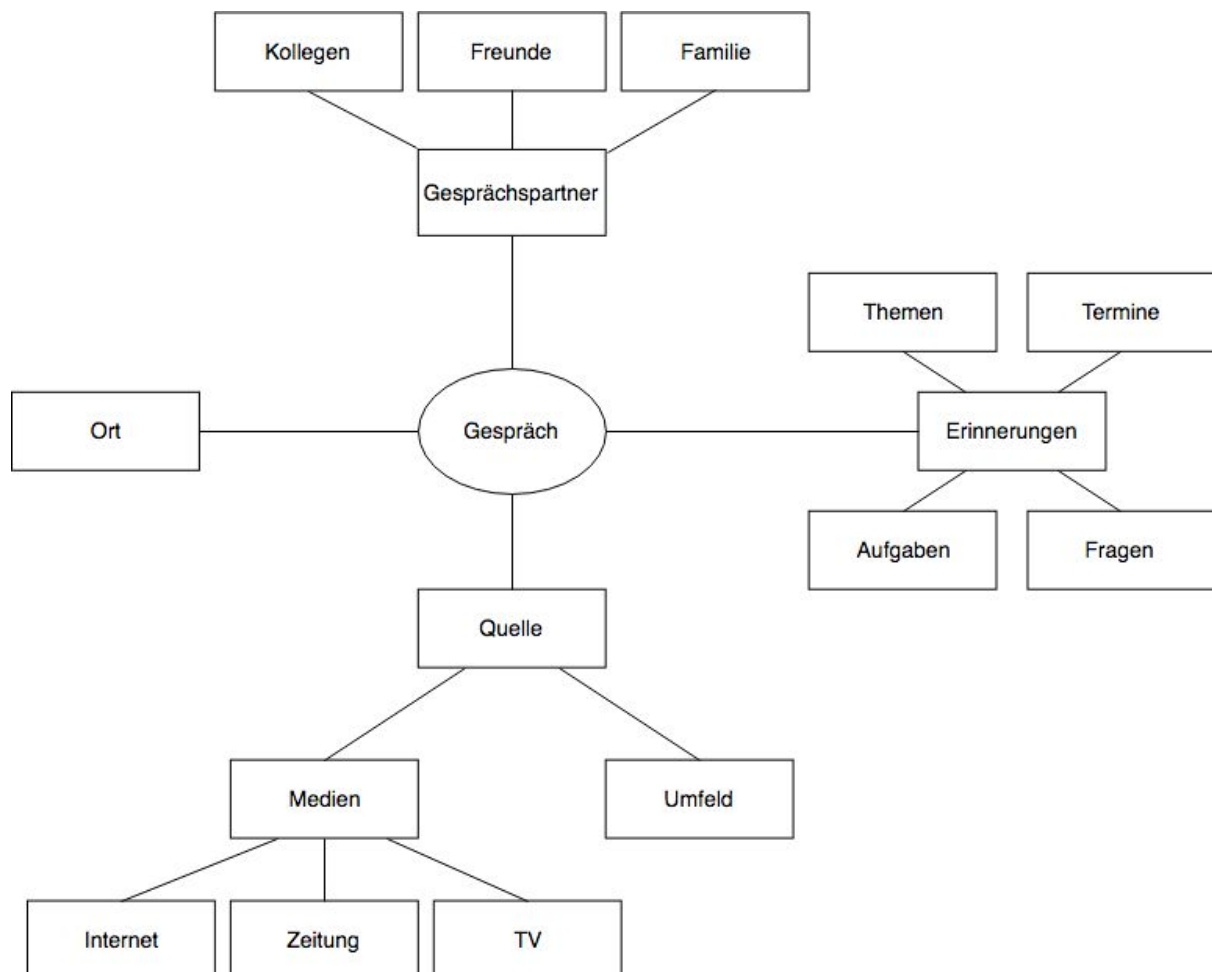 Kollegen
Freunde
Familie
Gesprächspartner
Themen
Termine
Ort
Gespräch
Erinnerungen
Aufgaben
Fragen
Quelle
Medien
Umfeld
Internet
Zeitung
TV